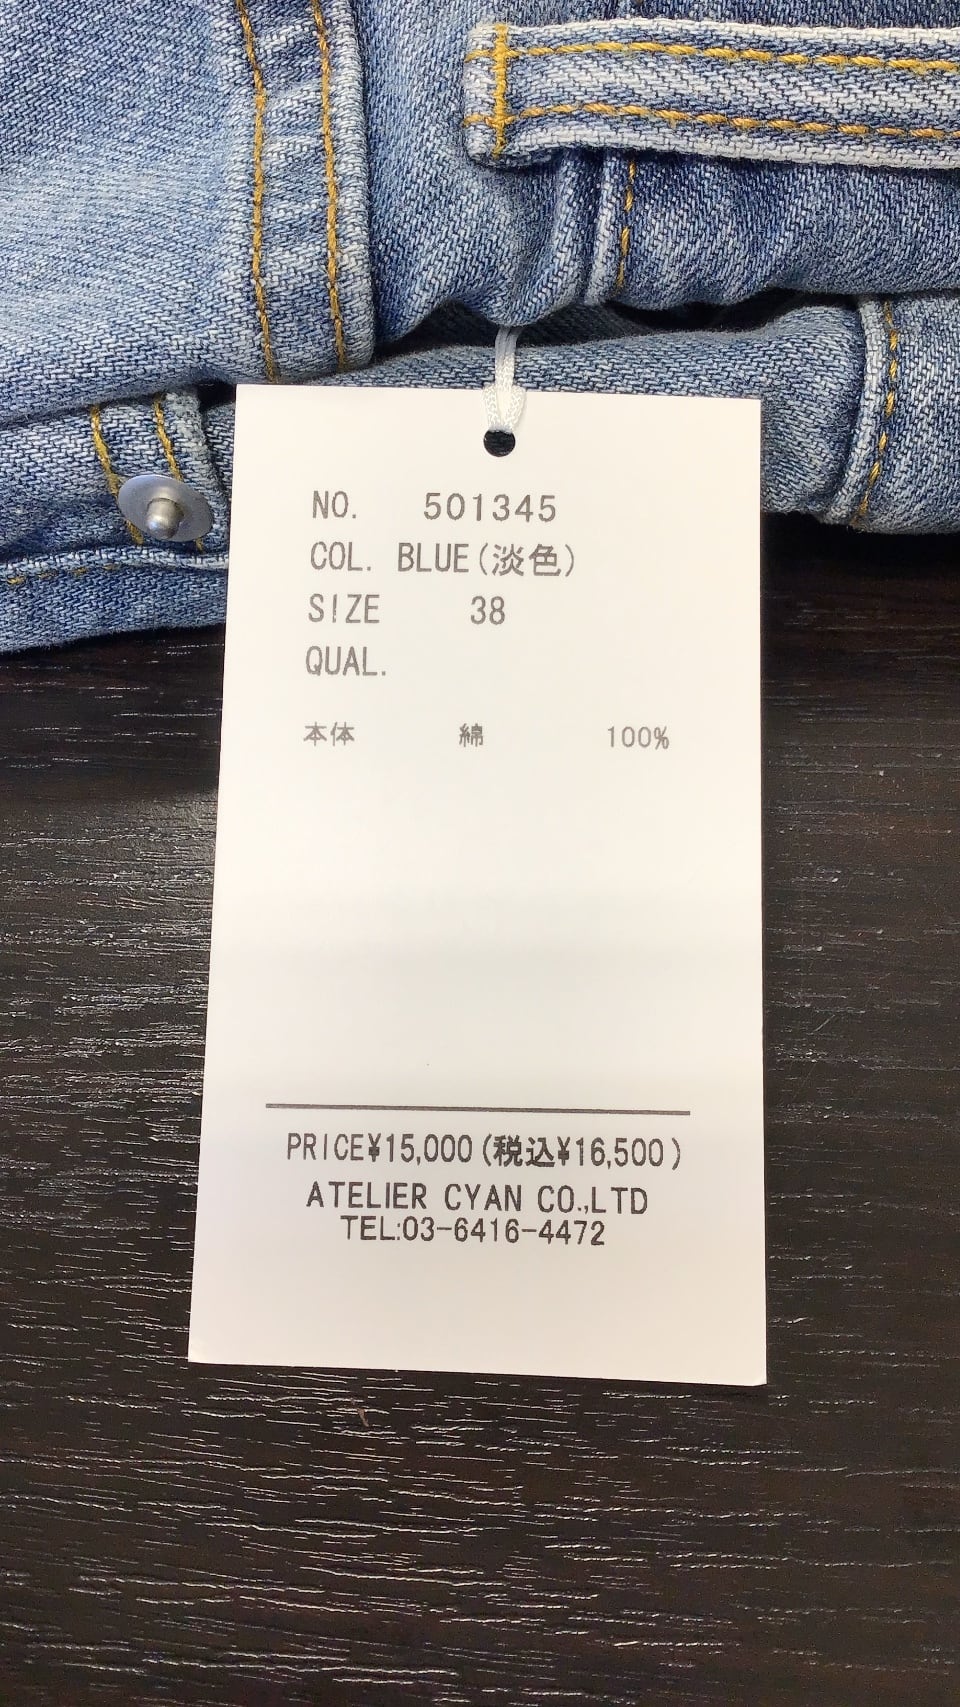 NO. 501345
COL. BLUE(淡色)
SIZE 38
QUAL.
本体 綿 100%
PRICE¥15,000(税込¥16,500)
ATELIER CYAN CO.,LTD
TEL:03-6416-4472